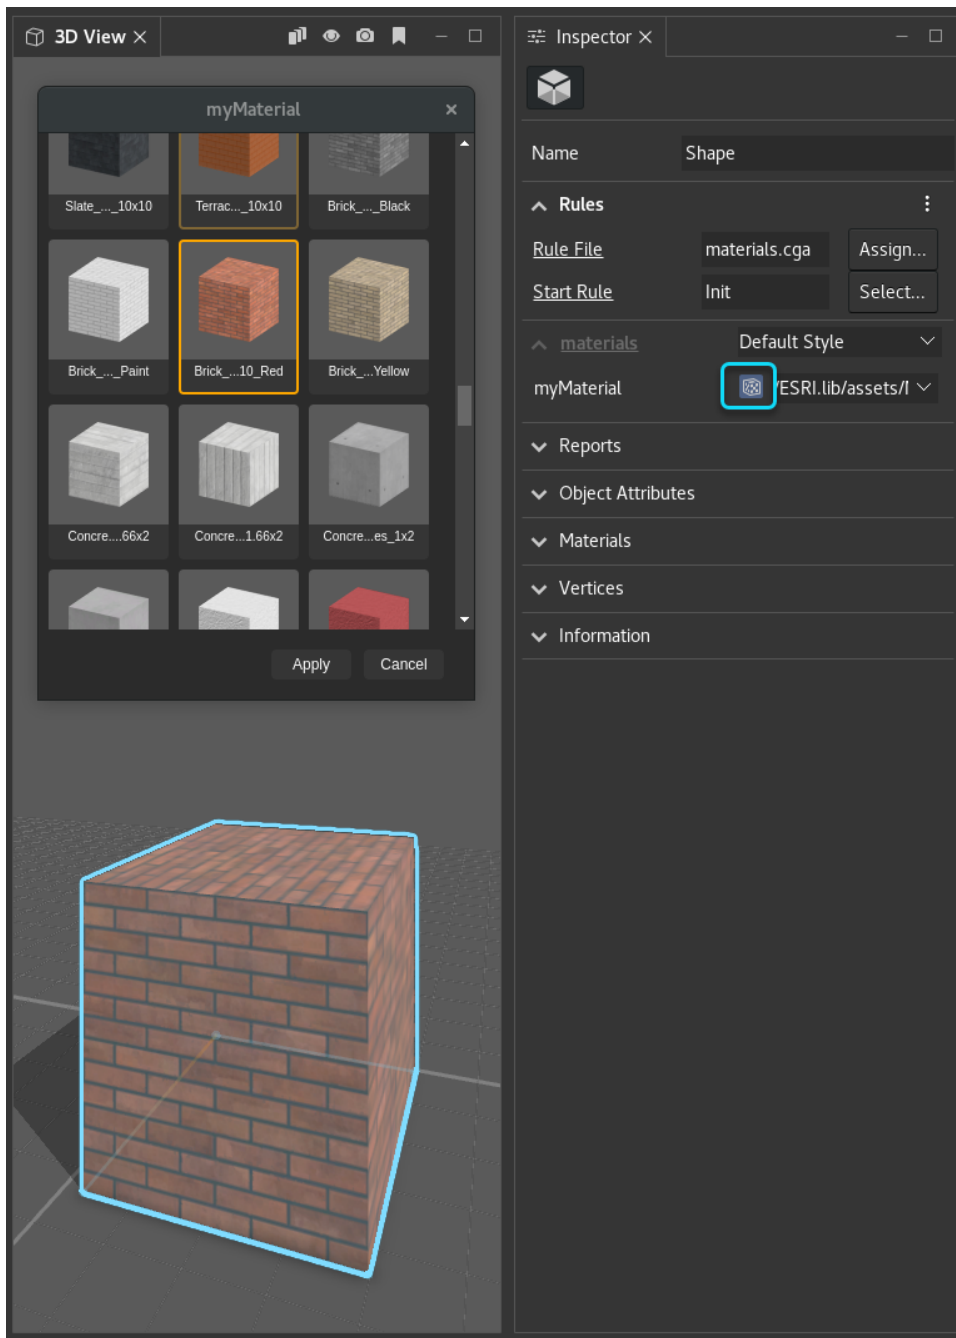 3D View
Inspector
myMaterial
Slate_..._10x10
Terrac..._10x10
Brick_..._Black
Brick_..._Paint
Brick_...10_Red
Brick_...Yellow
Concre....66x2
Concre...1.66x2
Concre...es_1x2
Apply
Cancel
Name
Shape
Rules
Rule File
materials.cga
Assign...
Start Rule
Init
Select...
materials
Default Style
myMaterial
/ESRI.lib/assets/
Reports
Object Attributes
Materials
Vertices
Information